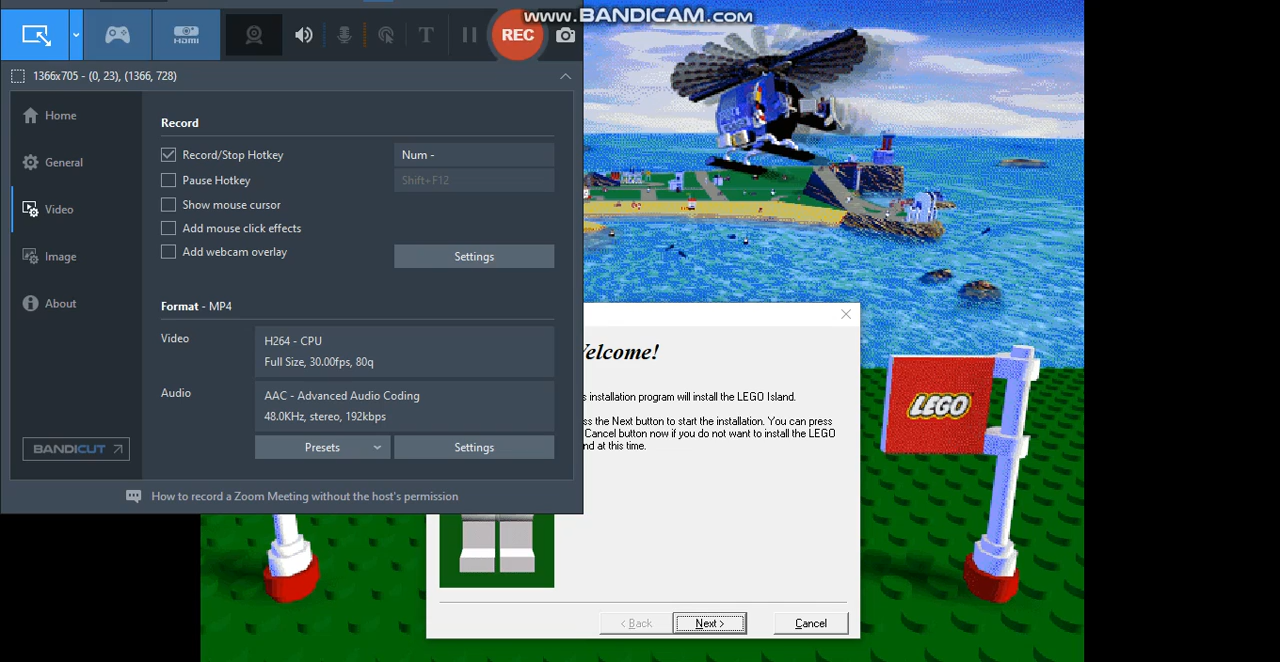 www.BANDICAM.com
HDMI
T
REC
1366x705 - (0, 23), (1366, 728)
Home
General
Video
Image
About
BANDICUT
Record
Record/Stop Hotkey
Num -
Pause Hotkey
Shift+F12
Show mouse cursor
Add mouse click effects
Add webcam overlay
Settings
Format - MP4
Video
H264 - CPU
Full Size, 30.00fps, 80q
Audio
AAC - Advanced Audio Coding
48.0KHz, stereo, 192kbps
Presets
Settings
How to record a Zoom Meeting without the host's permission
elcome!
s installation program will install the LEGO Island.
ss the Next button to start the installation. You can press
Cancel button now if you do not want to install the LEGO
nd at this time.
< Back
Next >
Cancel
LEGO